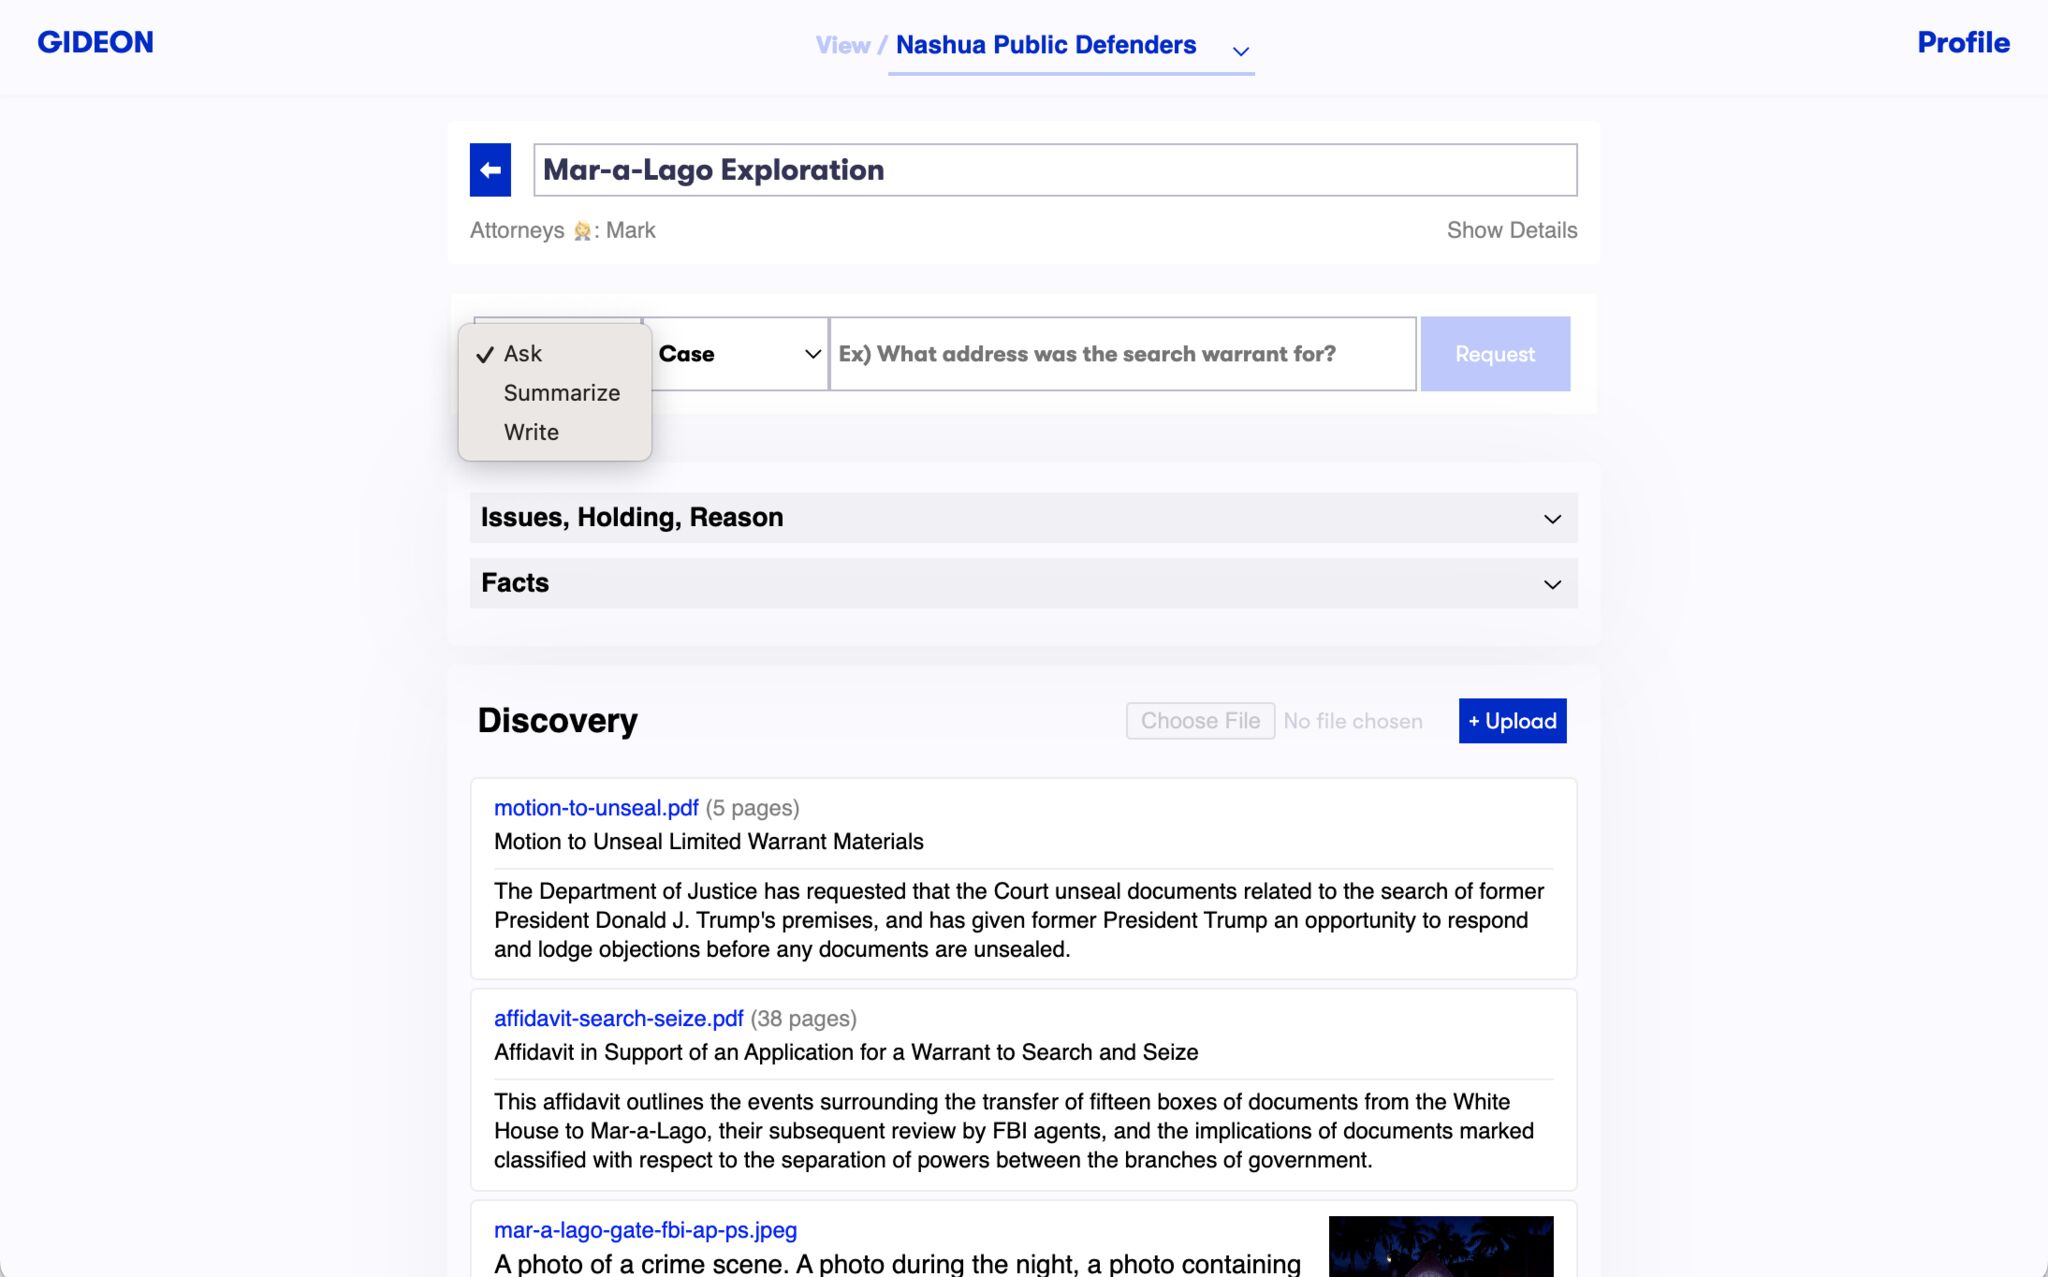 GIDEON
View / Nashua Public Defenders
Profile
Mar-a-Lago Exploration
Attorneys 👩🏼‍⚖️: Mark
Show Details
✓ Ask
Summarize
Write
Case
Ex) What address was the search warrant for?
Request
Issues, Holding, Reason
Facts
Discovery
Choose File No file chosen
+ Upload
motion-to-unseal.pdf (5 pages)
Motion to Unseal Limited Warrant Materials
The Department of Justice has requested that the Court unseal documents related to the search of former
President Donald J. Trump's premises, and has given former President Trump an opportunity to respond
and lodge objections before any documents are unsealed.
affidavit-search-seize.pdf (38 pages)
Affidavit in Support of an Application for a Warrant to Search and Seize
This affidavit outlines the events surrounding the transfer of fifteen boxes of documents from the White
House to Mar-a-Lago, their subsequent review by FBI agents, and the implications of documents marked
classified with respect to the separation of powers between the branches of government.
mar-a-lago-gate-fbi-ap-ps.jpeg
A photo of a crime scene. A photo during the night, a photo containing